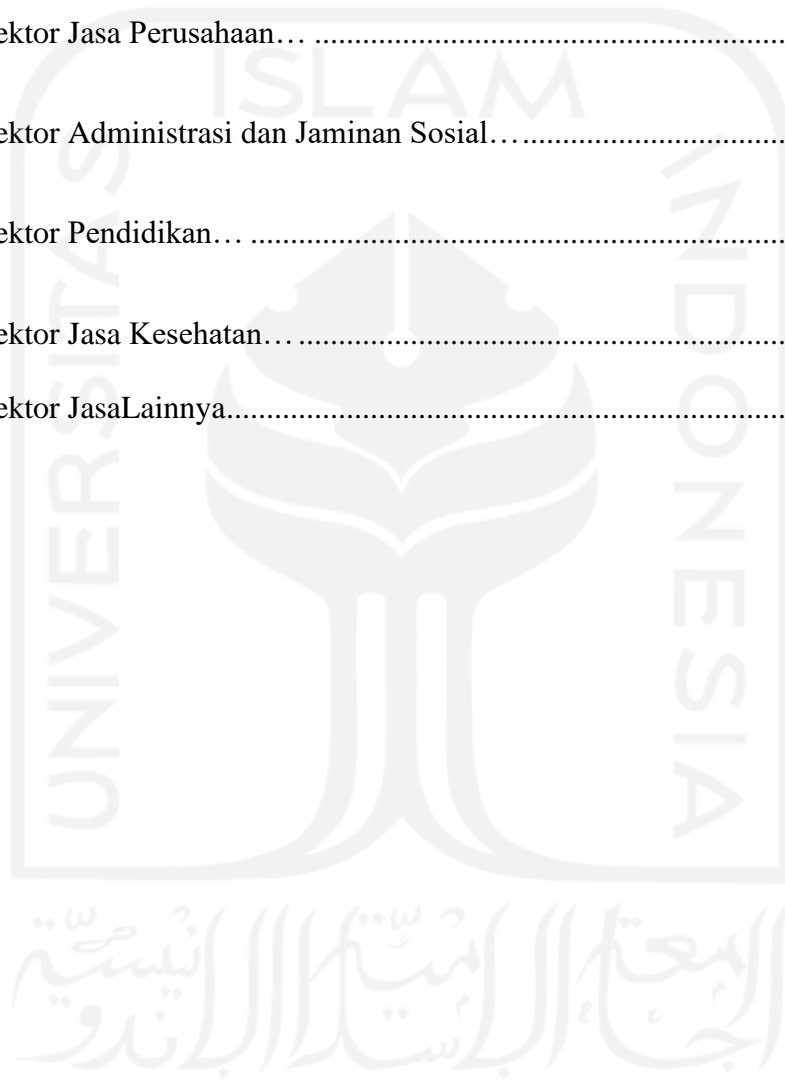 ektor Jasa Perusahaan… ............................................................
ektor Administrasi dan Jaminan Sosial….................................
ektor Pendidikan… ....................................................................
ektor Jasa Kesehatan… .............................................................
ektor JasaLainnya......................................................................
ISLAM
UNIVERSITAS
INDONESIA